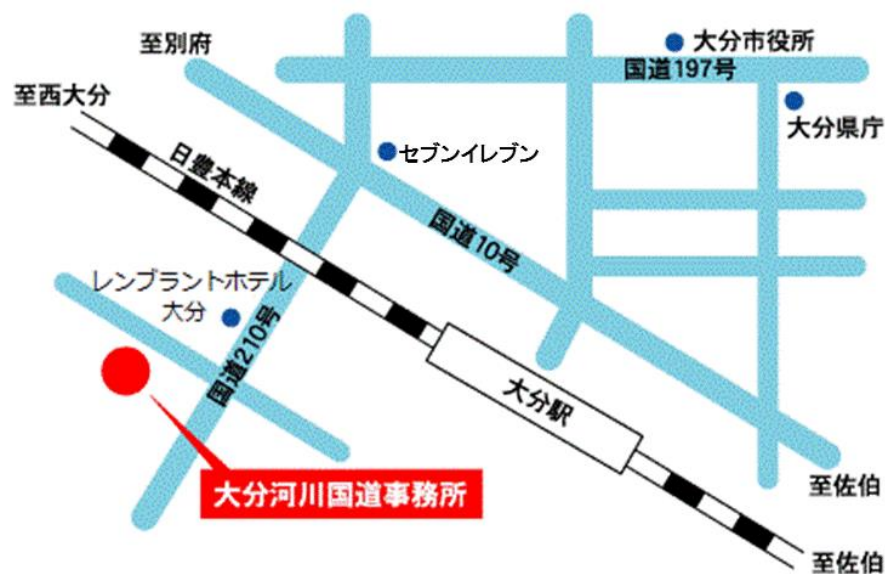 至別府
大分市役所
国道197号
至西大分
大分県庁
セブンイレブン
日豊本線
国道10号
レンブラントホテル
大分
国道210号
大分駅
大分河川国道事務所
至佐伯
至佐伯